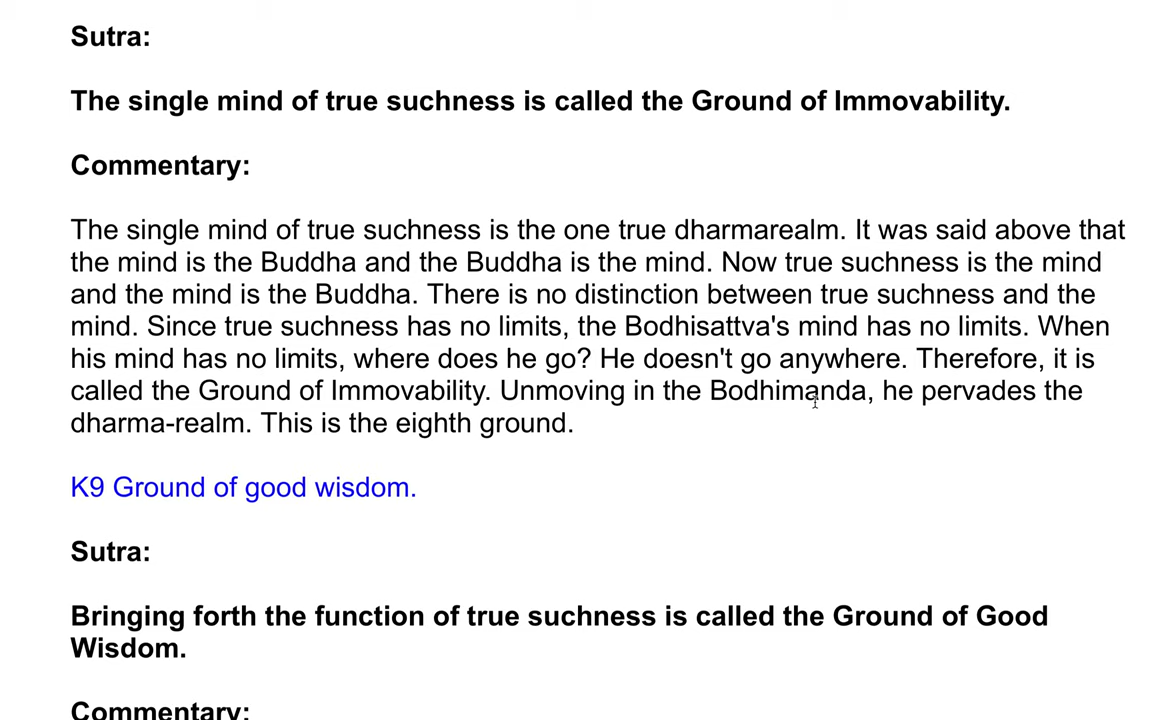 Sutra:
The single mind of true suchness is called the Ground of Immovability.
Commentary:
The single mind of true suchness is the one true dharmarealm. It was said above that
the mind is the Buddha and the Buddha is the mind. Now true suchness is the mind
and the mind is the Buddha. There is no distinction between true suchness and the
mind. Since true suchness has no limits, the Bodhisattva's mind has no limits. When
his mind has no limits, where does he go? He doesn't go anywhere. Therefore, it is
called the Ground of Immovability. Unmoving in the Bodhimanda, he pervades the
dharma-realm. This is the eighth ground.
K9 Ground of good wisdom.
Sutra:
Bringing forth the function of true suchness is called the Ground of Good
Wisdom.
Commentary: